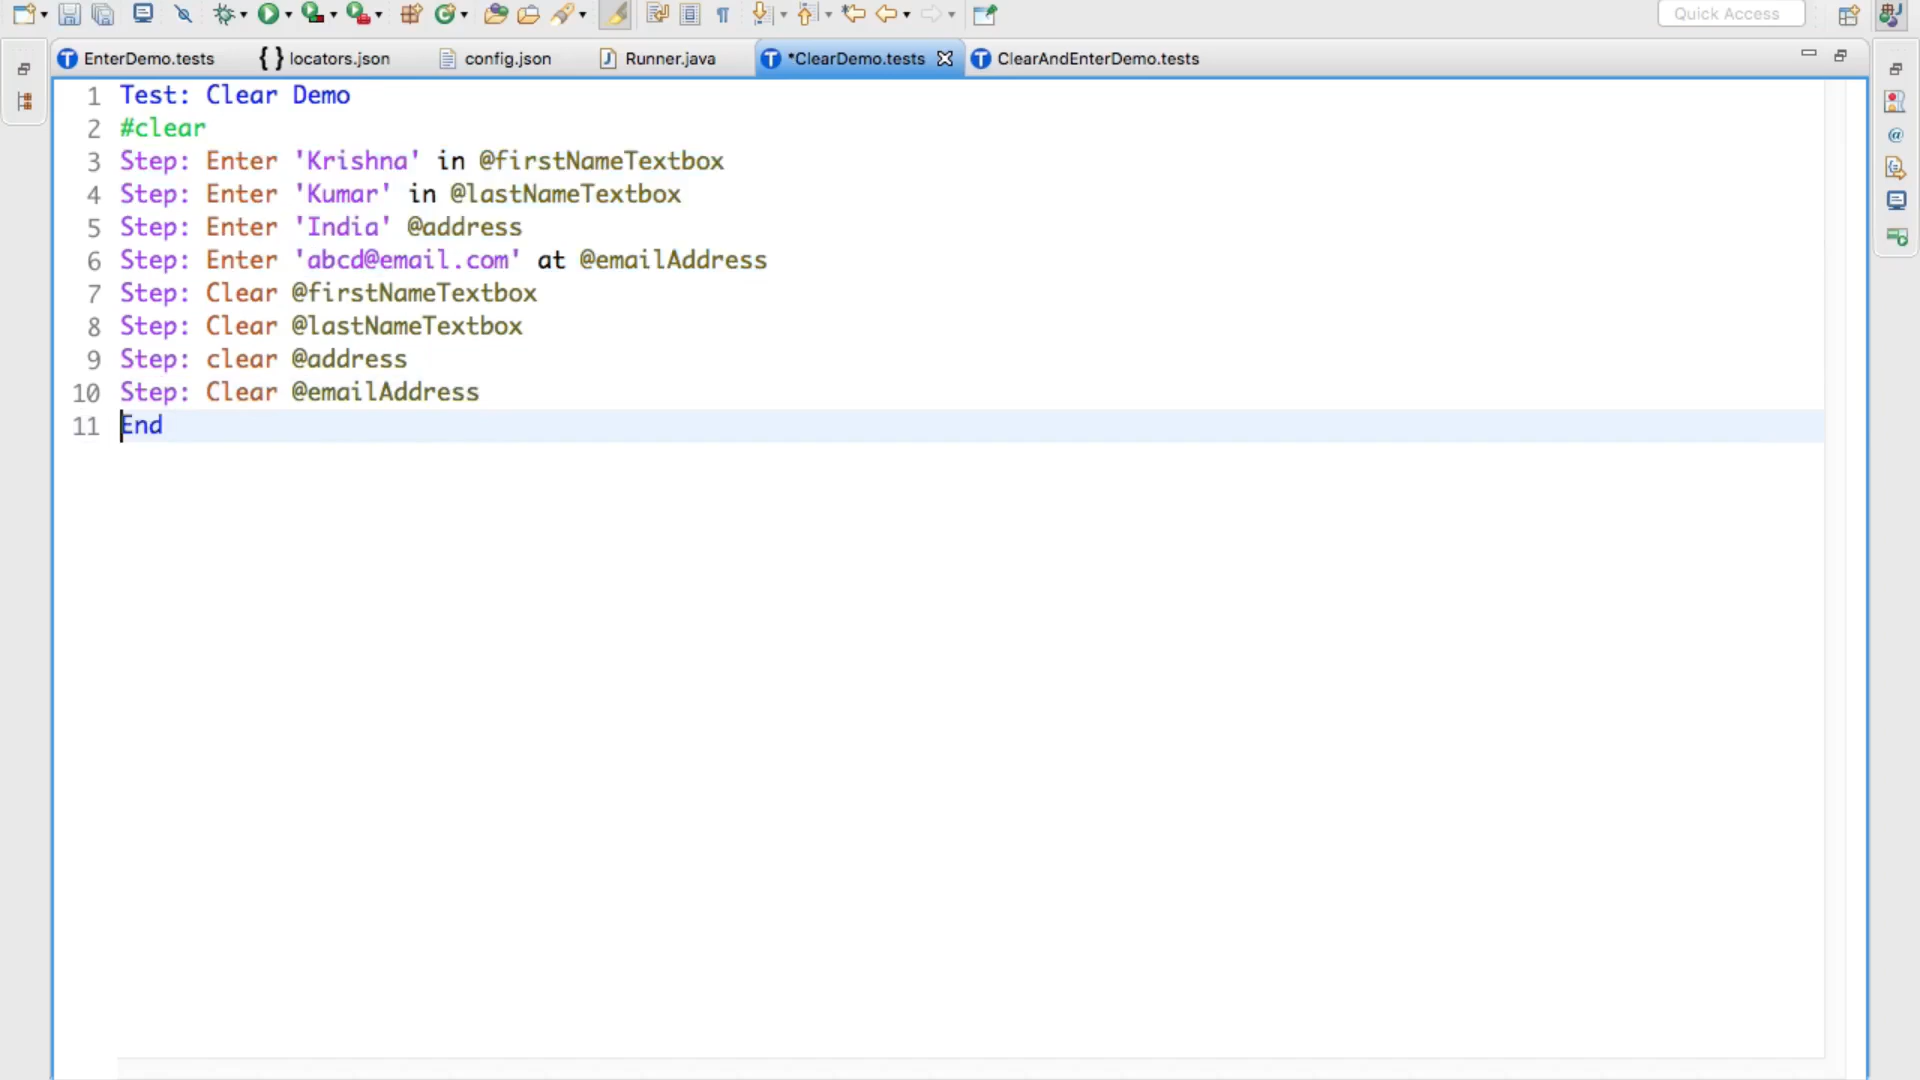 Quick Access
EnterDemo.tests
{ } locators.json
config.json
Runner.java
*ClearDemo.tests
ClearAndEnterDemo.tests
1 Test: Clear Demo
2 #clear
3 Step: Enter 'Krishna' in @firstNameTextbox
4 Step: Enter 'Kumar' in @lastNameTextbox
5 Step: Enter 'India' @address
6 Step: Enter 'abcd@email.com' at @emailAddress
7 Step: Clear @firstNameTextbox
8 Step: Clear @lastNameTextbox
9 Step: clear @address
10 Step: Clear @emailAddress
11 End